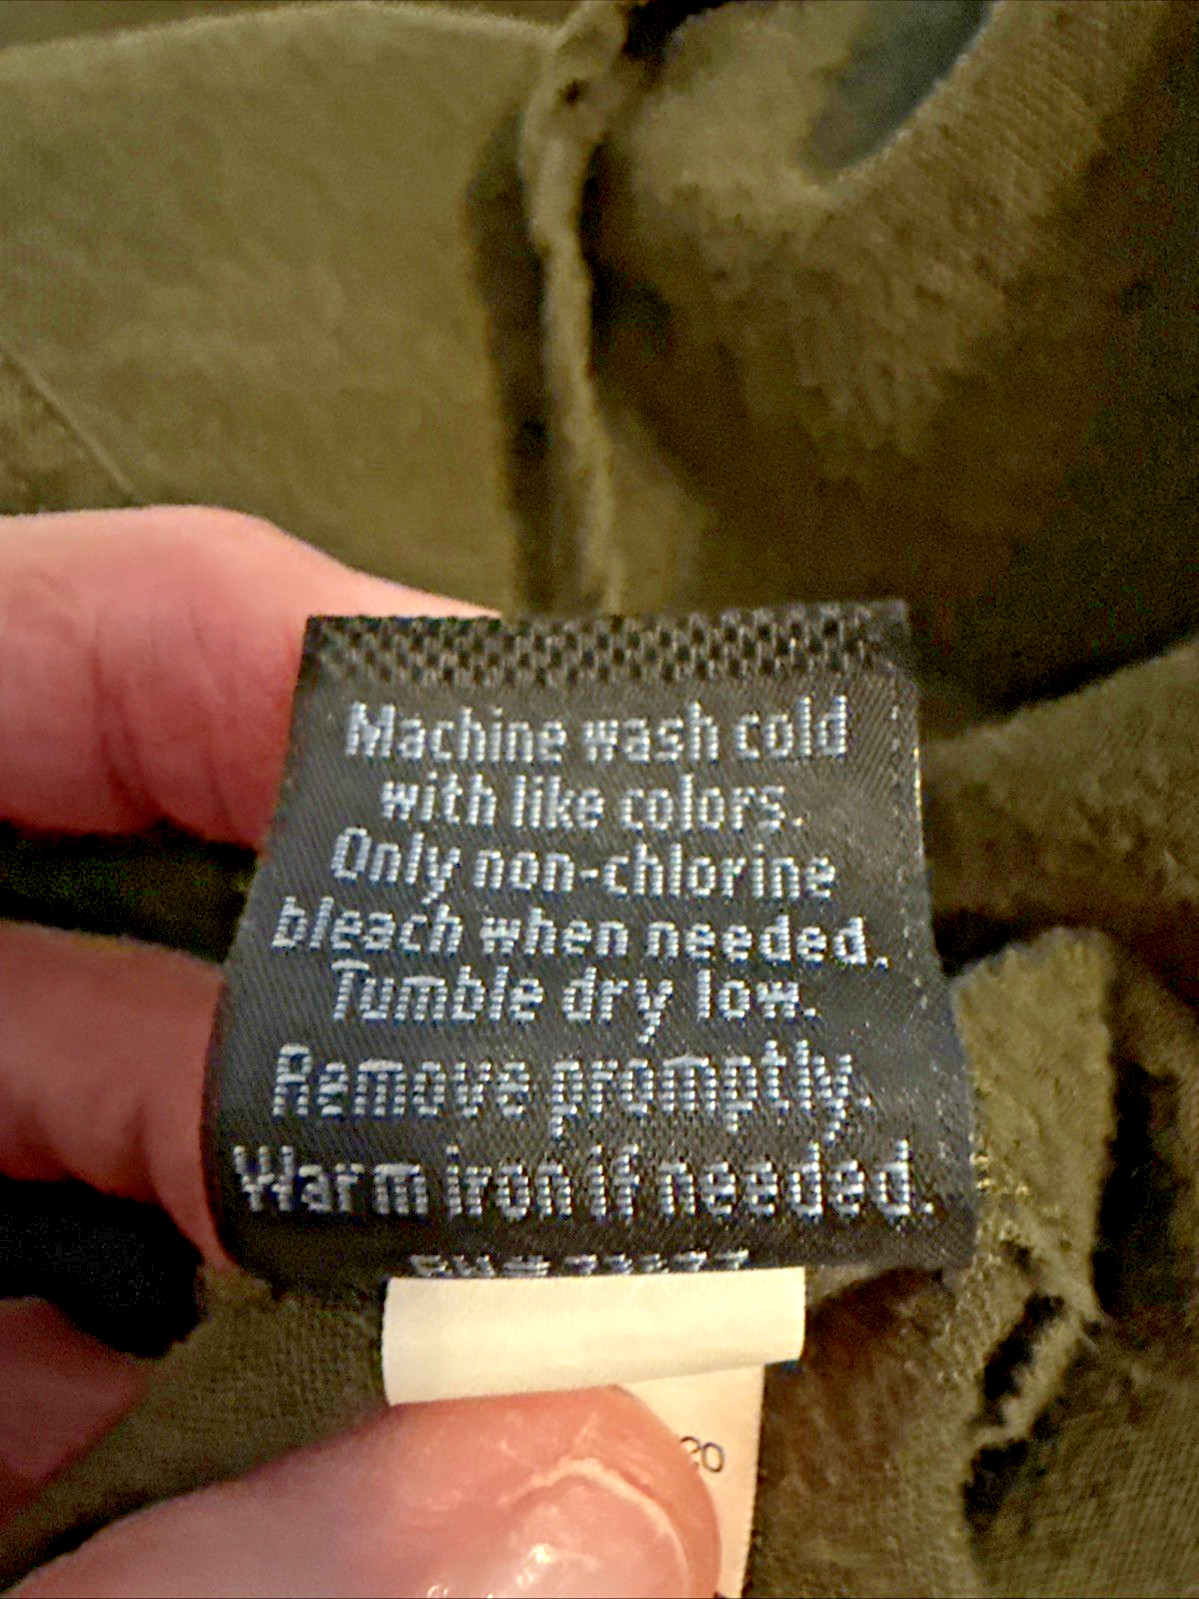 Machine wash cold
with like colors.
Only non-chlorine
bleach when needed.
Tumble dry low.
Remove promptly.
Warm iron if needed.
20